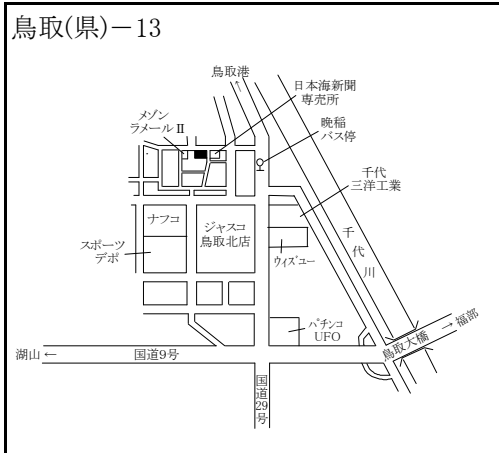 鳥取(県)－13
鳥取港
←
日本海新聞
専売所
メゾン
ラメールⅡ
晩稲
バス停
千代
三洋工業
ナフコ
ジャスコ
鳥取北店
スポーツ
デポ
ウィズユー
千代川
パチンコ
UFO
→福部
鳥取大橋
湖山←
国道9号
国道29号